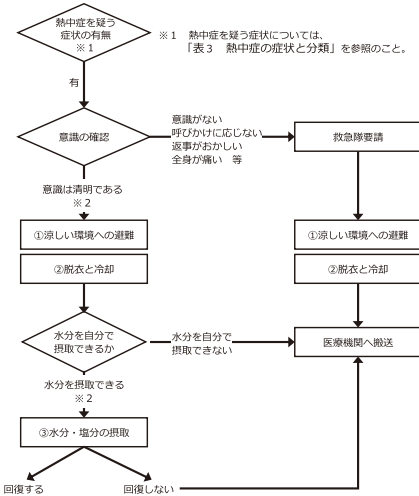 熱中症を疑う
症状の有無
※１
※１　熱中症を疑う症状については、
「表３　熱中症の症状と分類」を参照のこと。
有
意識の確認
意識がない
呼びかけに応じない
返事がおかしい
全身が痛い　等
救急隊要請
意識は清明である
※２
①涼しい環境への避難
①涼しい環境への避難
②脱衣と冷却
②脱衣と冷却
水分を自分で
摂取できるか
水分を自分で
摂取できない
医療機関へ搬送
水分を摂取できる
※２
③水分・塩分の摂取
回復する
回復しない